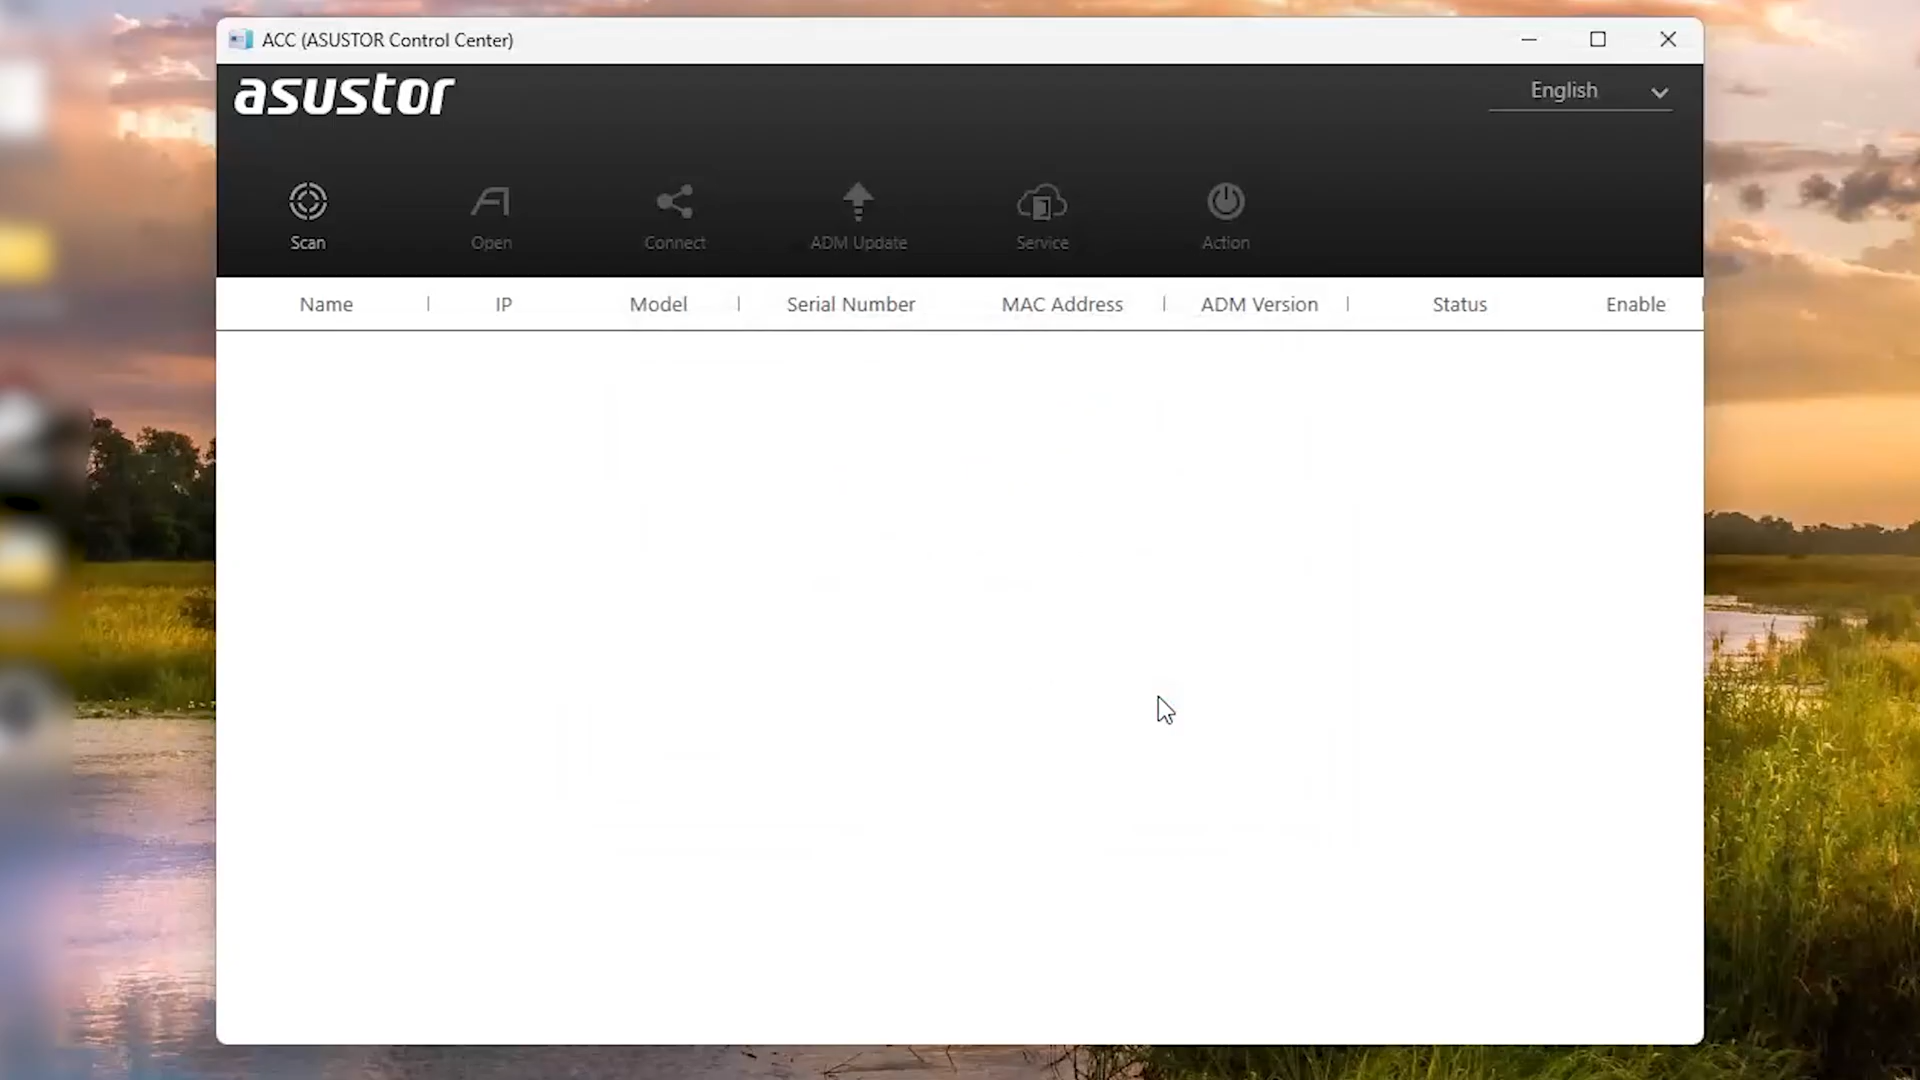 ACC (ASUSTOR Control Center)
asustor
English
Scan
Open
Connect
ADM Update
Service
Action
Name
IP
Model
Serial Number
MAC Address
ADM Version
Status
Enable